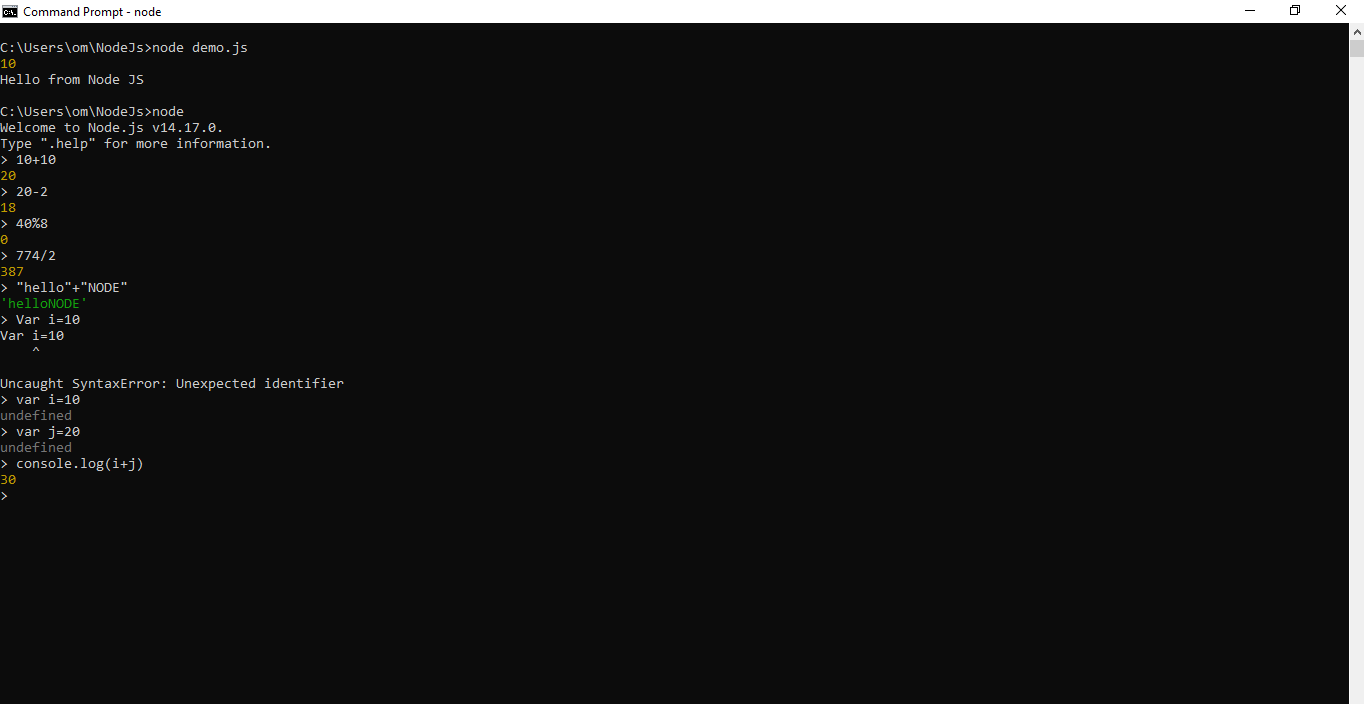 Command Prompt - node
C:\Users\om\NodeJs>node demo.js
10
Hello from Node JS
C:\Users\om\NodeJs>node
Welcome to Node.js v14.17.0.
Type ".help" for more information.
> 10+10
20
> 20-2
18
> 40%8
0
> 774/2
387
> "hello"+"NODE"
'helloNODE'
> Var i=10
Var i=10
    ^
Uncaught SyntaxError: Unexpected identifier
> var i=10
undefined
> var j=20
undefined
> console.log(i+j)
30
>